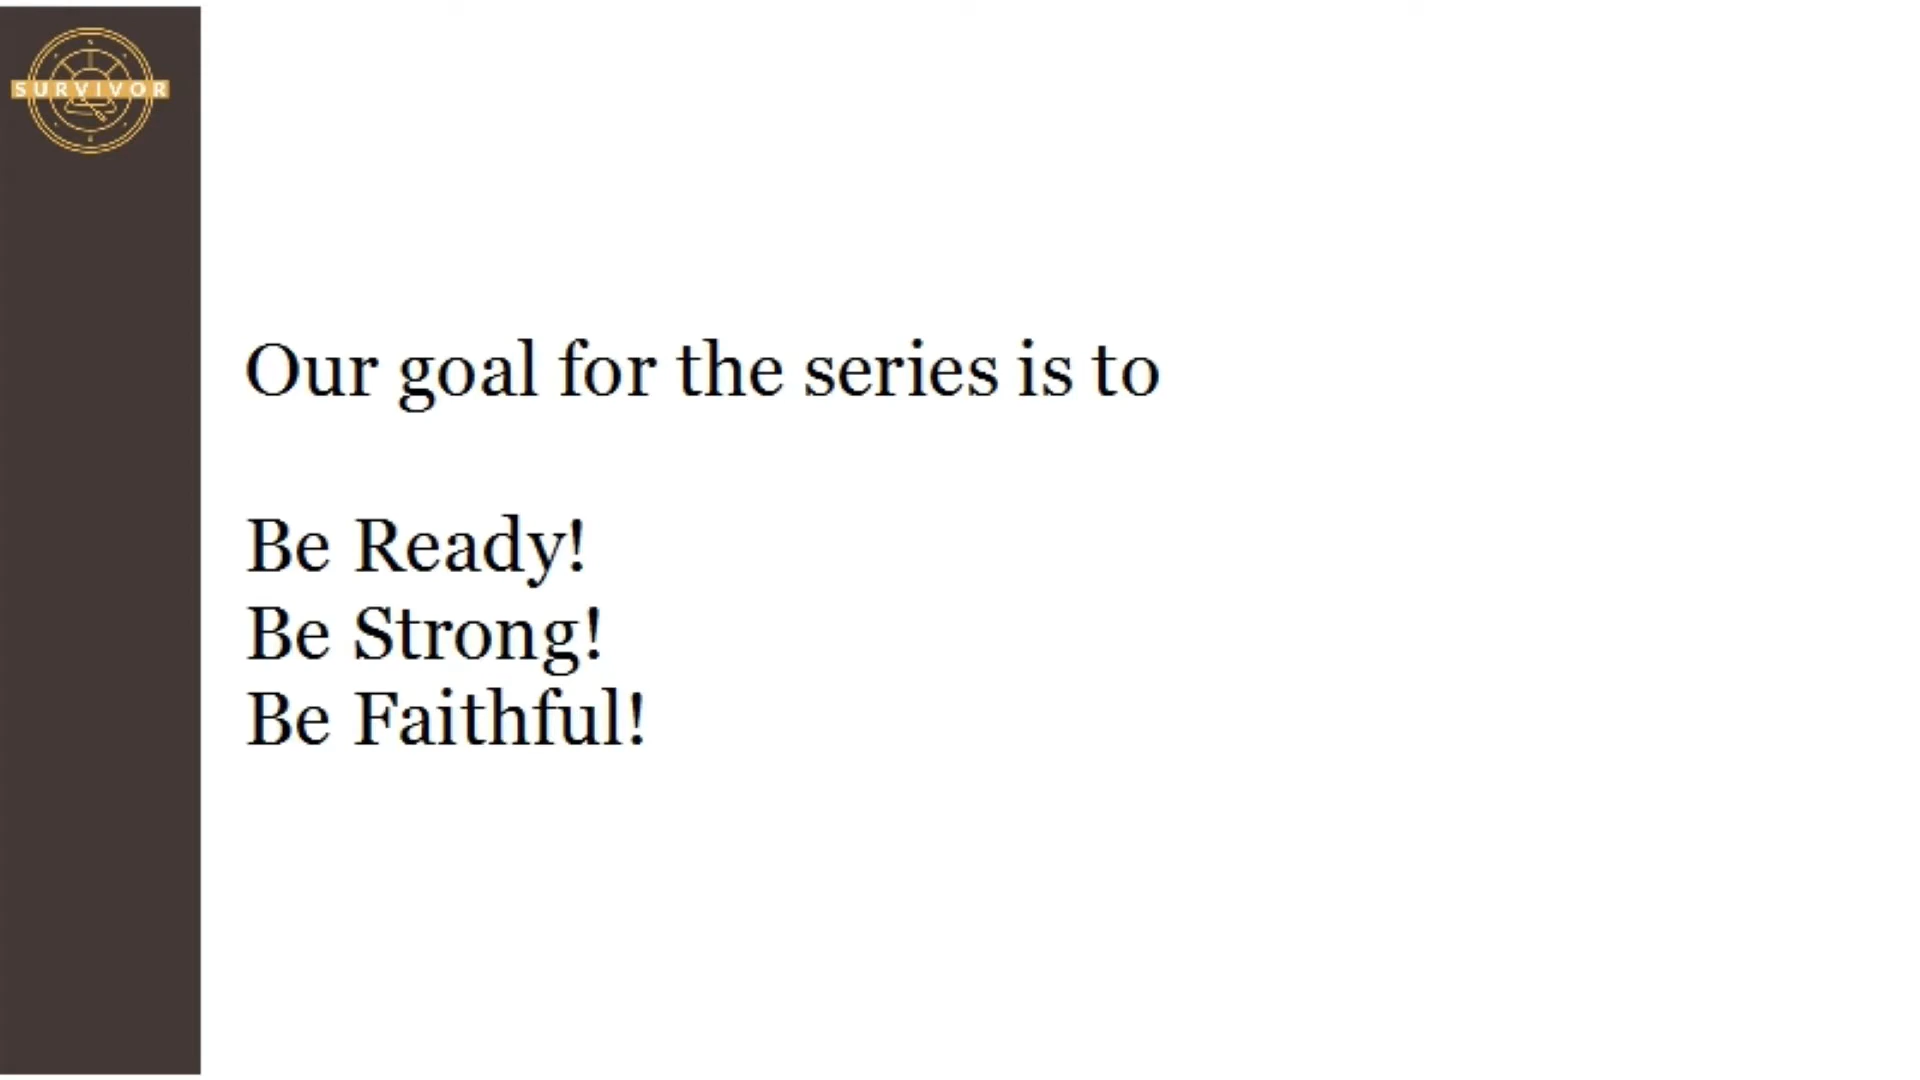 SURVIVOR
Our goal for the series is to
Be Ready!
Be Strong!
Be Faithful!